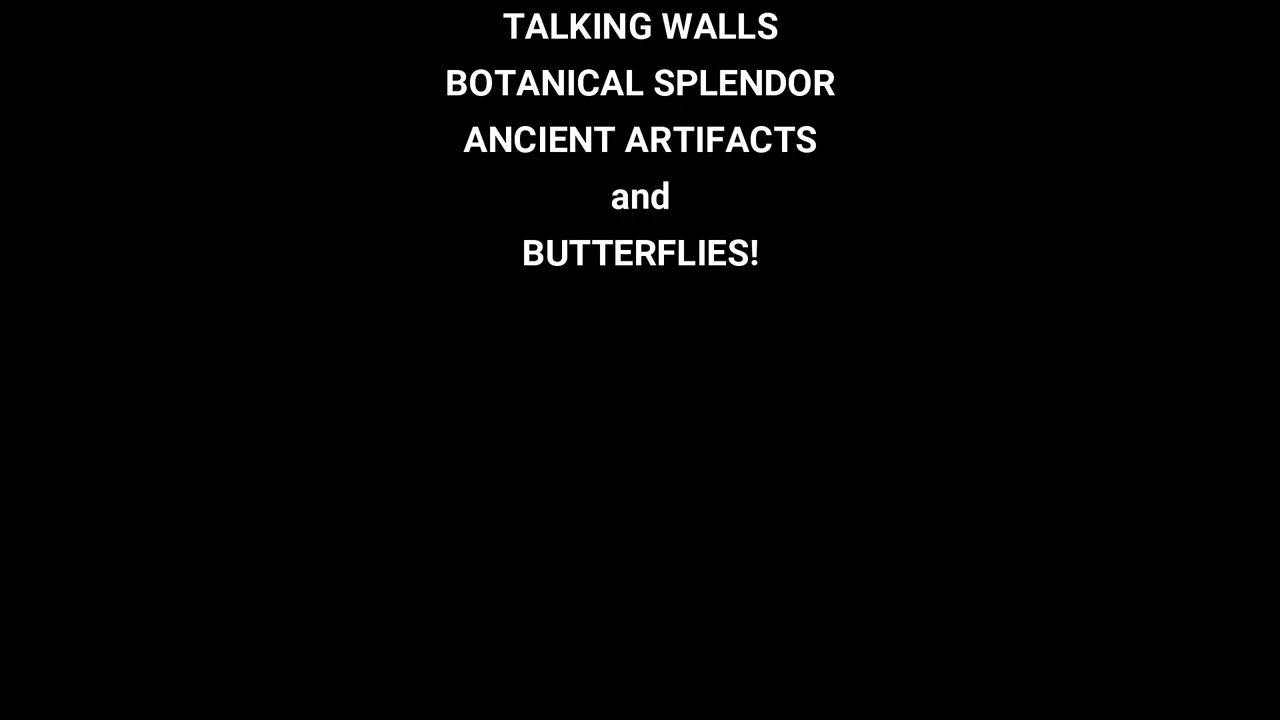 TALKING WALLS
BOTANICAL SPLENDOR
ANCIENT ARTIFACTS
and
BUTTERFLIES!